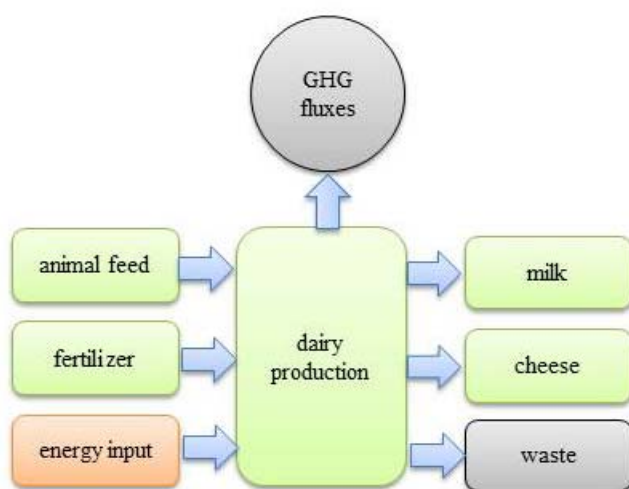 GHG
fluxes
animal feed
milk
fertilizer
dairy
production
cheese
energy input
waste